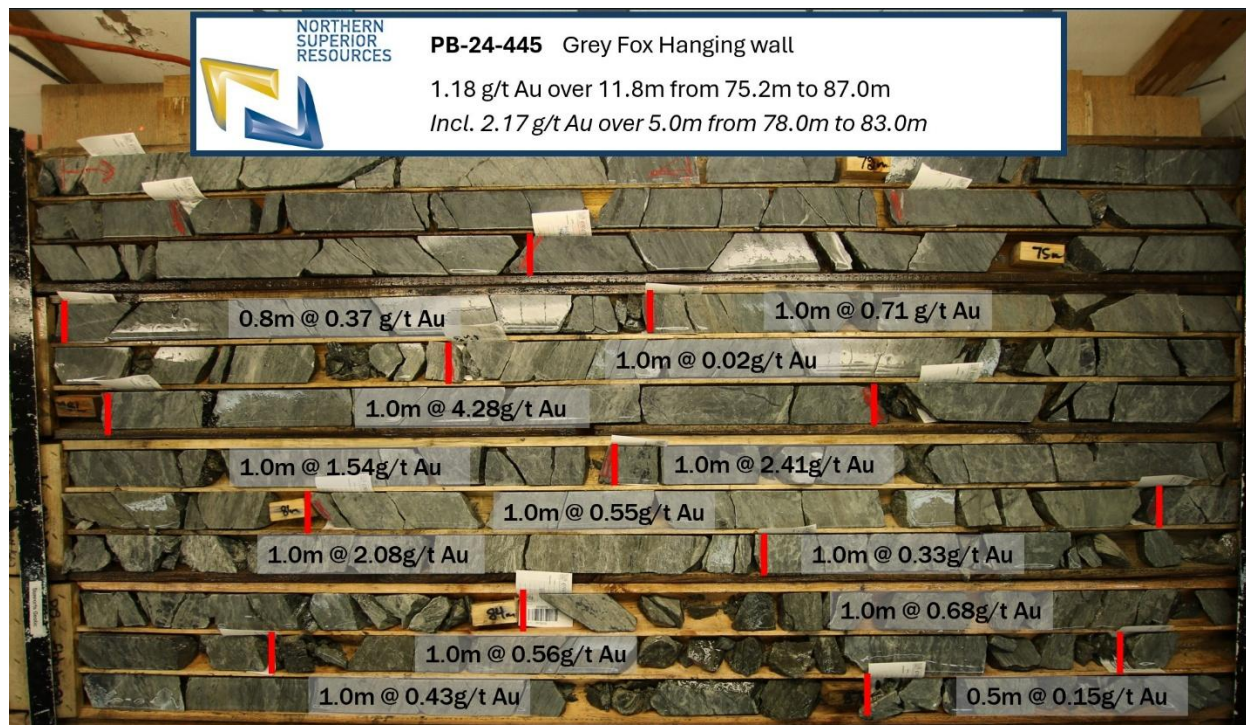 NORTHERN
SUPERIOR
RESOURCES
PB-24-445 Grey Fox Hanging wall
1.18 g/t Au over 11.8m from 75.2m to 87.0m
Incl. 2.17 g/t Au over 5.0m from 78.0m to 83.0m
75m
0.8m @ 0.37 g/t Au
1.0m @ 0.71 g/t Au
1.0m @ 0.02g/t Au
1.0m @ 4.28g/t Au
1.0m @ 1.54g/t Au
1.0m @ 2.41g/t Au
1.0m @ 0.55g/t Au
1.0m @ 2.08g/t Au
1.0m @ 0.33g/t Au
84m
1.0m @ 0.68g/t Au
1.0m @ 0.56g/t Au
1.0m @ 0.43g/t Au
0.5m @ 0.15g/t Au